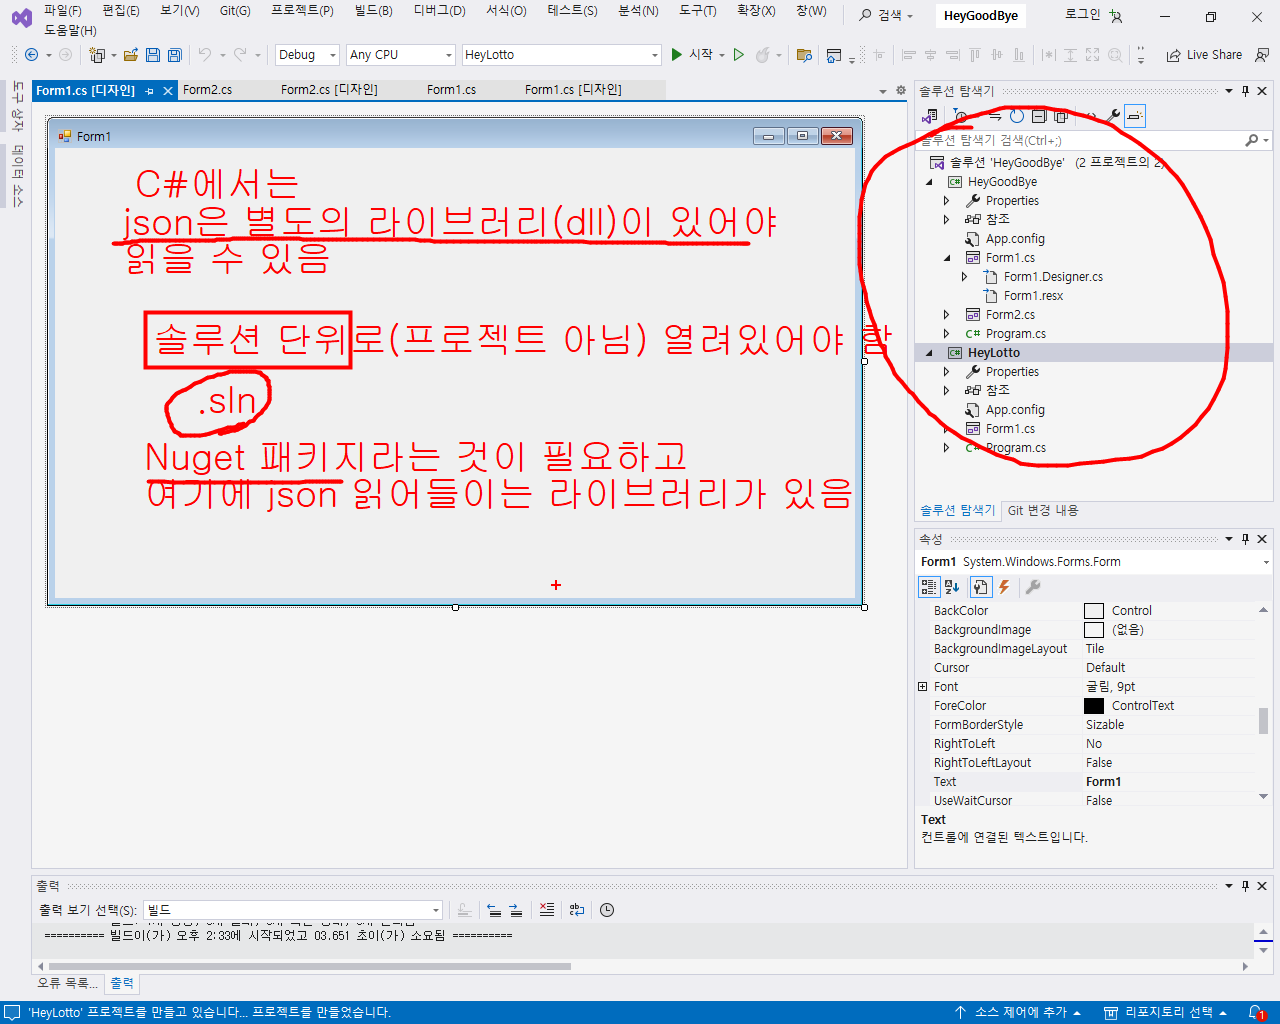 파일(F) 편집(E) 보기(V) Git(G) 프로젝트(P) 빌드(B) 디버그(D) 서식(O) 테스트(S) 분석(N) 도구(T) 확장(X) 창(W) 검색 HeyGoodBye 로그인
도움말(H)
Debug Any CPU HeyLotto 시작 Live Share
도구 상자
데이터 소스
Form1.cs [디자인] Form2.cs Form2.cs [디자인] Form1.cs Form1.cs [디자인]
Form1
C#에서는
json은 별도의 라이브러리(dll)이 있어야
읽을 수 있음
솔루션 단위로(프로젝트 아님) 열려있어야 함
.sln
Nuget 패키지라는 것이 필요하고
여기에 json 읽어들이는 라이브러리가 있음
솔루션 탐색기
솔루션 탐색기 검색(Ctrl+;)
솔루션 'HeyGoodBye' (2 프로젝트의 2)
HeyGoodBye
Properties
참조
App.config
Form1.cs
Form1.Designer.cs
Form1.resx
Form2.cs
Program.cs
HeyLotto
Properties
참조
App.config
Form1.cs
Program.cs
솔루션 탐색기 Git 변경 내용
속성
Form1 System.Windows.Forms.Form
BackColor Control
BackgroundImage (없음)
BackgroundImageLayout Tile
Cursor Default
Font 굴림, 9pt
ForeColor ControlText
FormBorderStyle Sizable
RightToLeft No
RightToLeftLayout False
Text Form1
UseWaitCursor False
Text
컨트롤에 연결된 텍스트입니다.
출력
출력 보기 선택(S): 빌드
========== 빌드이(가) 오후 2:33에 시작되었고 03.651 초이(가) 소요됨 ==========
오류 목록... 출력
'HeyLotto' 프로젝트를 만들고 있습니다... 프로젝트를 만들었습니다. 소스 제어에 추가 리포지토리 선택 1